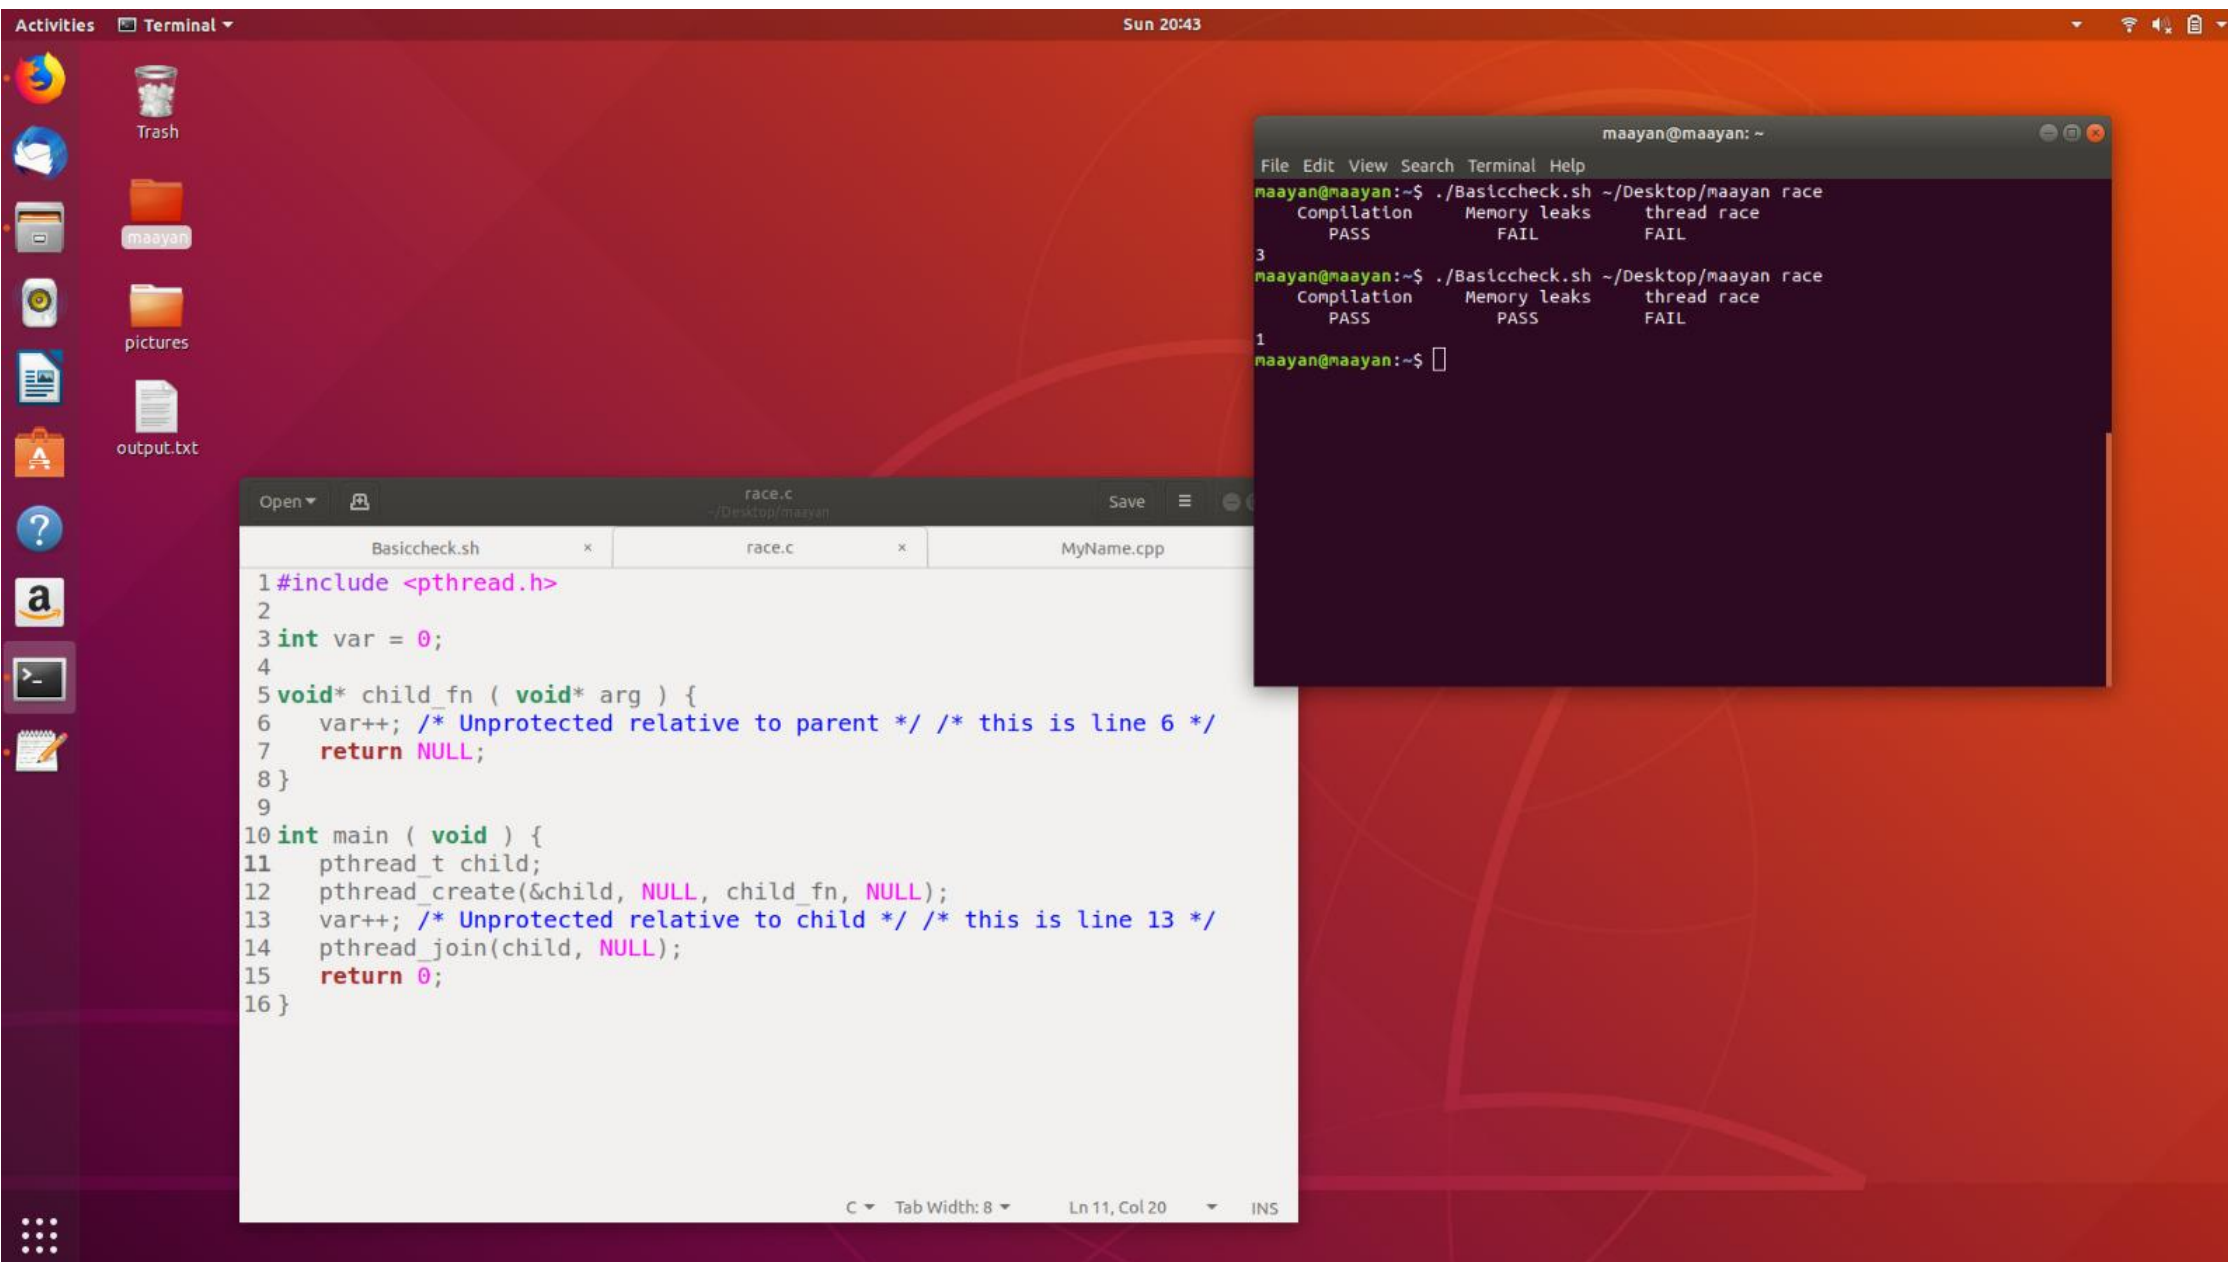 Activities Terminal Sun 20:43
Trash
maayan
pictures
output.txt
maayan@maayan: ~
File Edit View Search Terminal Help
maayan@maayan:~$ ./Basiccheck.sh ~/Desktop/maayan race
Compilation Memory leaks thread race
PASS FAIL FAIL
3
maayan@maayan:~$ ./Basiccheck.sh ~/Desktop/maayan race
Compilation Memory leaks thread race
PASS PASS FAIL
1
maayan@maayan:~$
Open race.c Save
~/Desktop/maayan
Basiccheck.sh × race.c × MyName.cpp
1 #include <pthread.h>
2
3 int var = 0;
4
5 void* child_fn ( void* arg ) {
6    var++; /* Unprotected relative to parent */ /* this is line 6 */
7    return NULL;
8 }
9
10 int main ( void ) {
11    pthread_t child;
12    pthread_create(&child, NULL, child_fn, NULL);
13    var++; /* Unprotected relative to child */ /* this is line 13 */
14    pthread_join(child, NULL);
15    return 0;
16 }
C Tab Width: 8 Ln 11, Col 20 INS